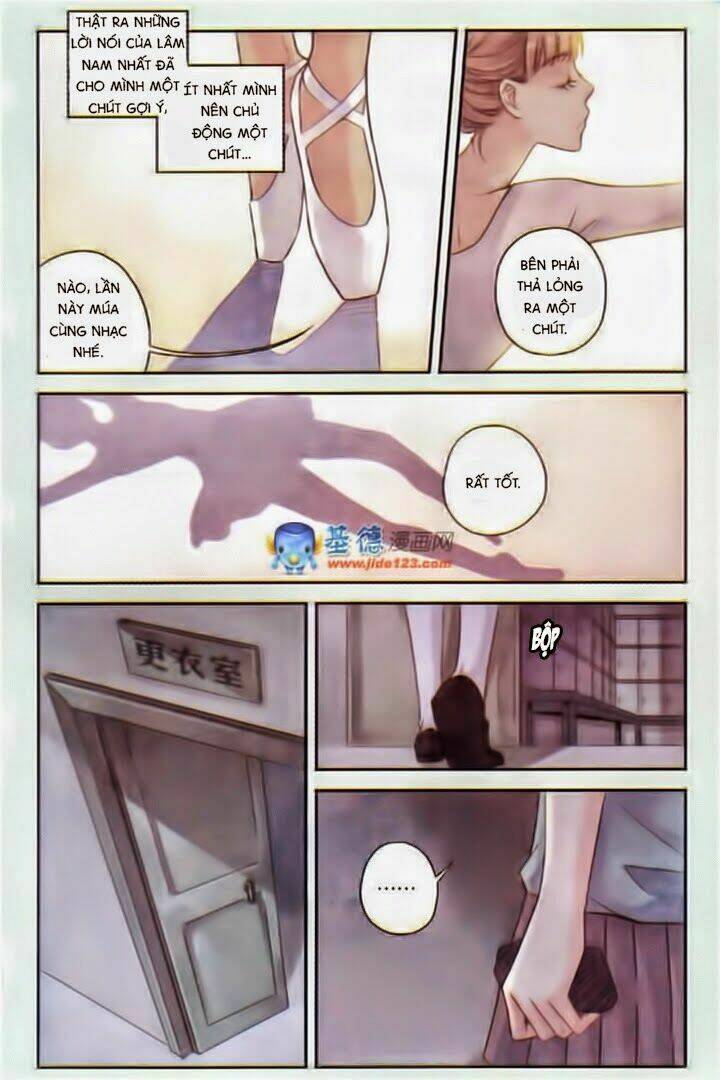 THẬT RA NHỮNG
LỜI NÓI CỦA LÂM
NAM NHẤT ĐÃ
CHO MÌNH MỘT
CHÚT GỢI Ý,
ÍT NHẤT MÌNH
NÊN CHỦ
ĐỘNG MỘT
CHÚT...
NÀO, LẦN
NÀY MÚA
CÙNG NHẠC
NHÉ.
BÊN PHẢI
THẢ LỎNG
RA MỘT
CHÚT.
RẤT TỐT.
基德漫画网
www.jide123.com
更衣室
BỘP
......